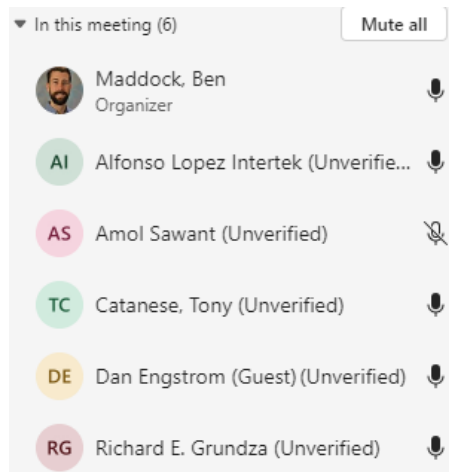 In this meeting (6)
Mute all
Maddock, Ben
Organizer
AI
Alfonso Lopez Intertek (Unverifie...
AS
Amol Sawant (Unverified)
TC
Catanese, Tony (Unverified)
DE
Dan Engstrom (Guest) (Unverified)
RG
Richard E. Grundza (Unverified)